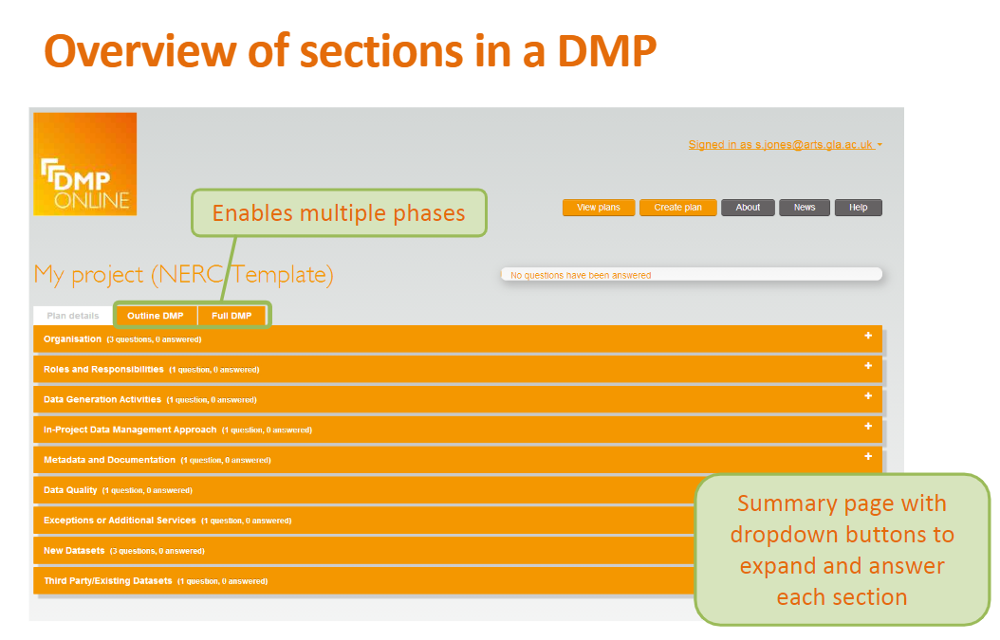 Overview of sections in a DMP
DMP
ONLINE
Signed in as s.jones@arts.gla.ac.uk
Enables multiple phases
View plans
Create plan
About
News
Help
My project (NERC Template)
No questions have been answered
Plan details
Outline DMP
Full DMP
Organisation (3 questions, 0 answered)
Roles and Responsibilities (1 question, 0 answered)
Data Generation Activities (1 question, 0 answered)
In-Project Data Management Approach (1 question, 0 answered)
Metadata and Documentation (1 question, 0 answered)
Data Quality (1 question, 0 answered)
Exceptions or Additional Services (1 question, 0 answered)
New Datasets (3 questions, 0 answered)
Third Party/Existing Datasets (1 question, 0 answered)
Summary page with
dropdown buttons to
expand and answer
each section